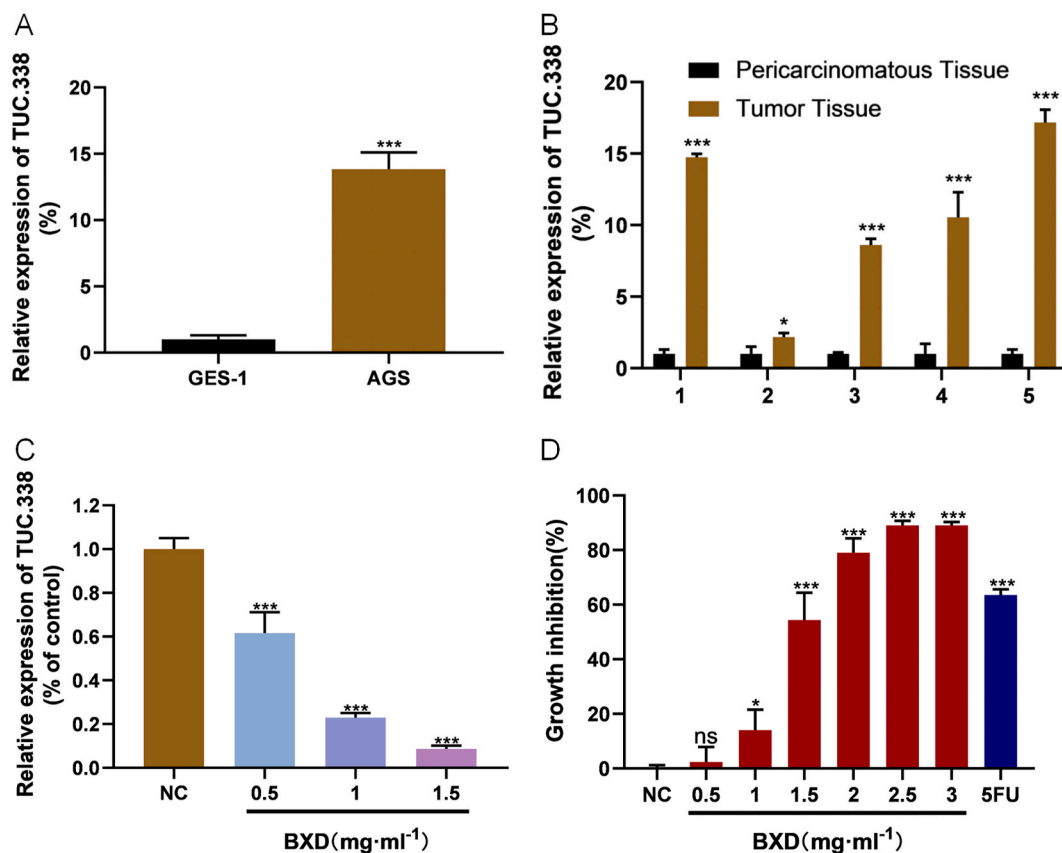 A
Relative expression of TUC.338
(%)
20
15
10
5
0
***
GES-1 AGS
B
Relative expression of TUC.338
(%)
Pericarcinomatous Tissue
Tumor Tissue
20
15
10
5
0
*** * *** *** ***
1 2 3 4 5
C
Relative expression of TUC.338
(% of control)
1.2
1.0
0.8
0.6
0.4
0.2
0.0
*** *** ***
NC 0.5 1 1.5
BXD(mg·ml-1)
D
Growth inhibition(%)
100
80
60
40
20
0
ns * *** *** *** *** ***
NC 0.5 1 1.5 2 2.5 3 5FU
BXD(mg·ml-1)